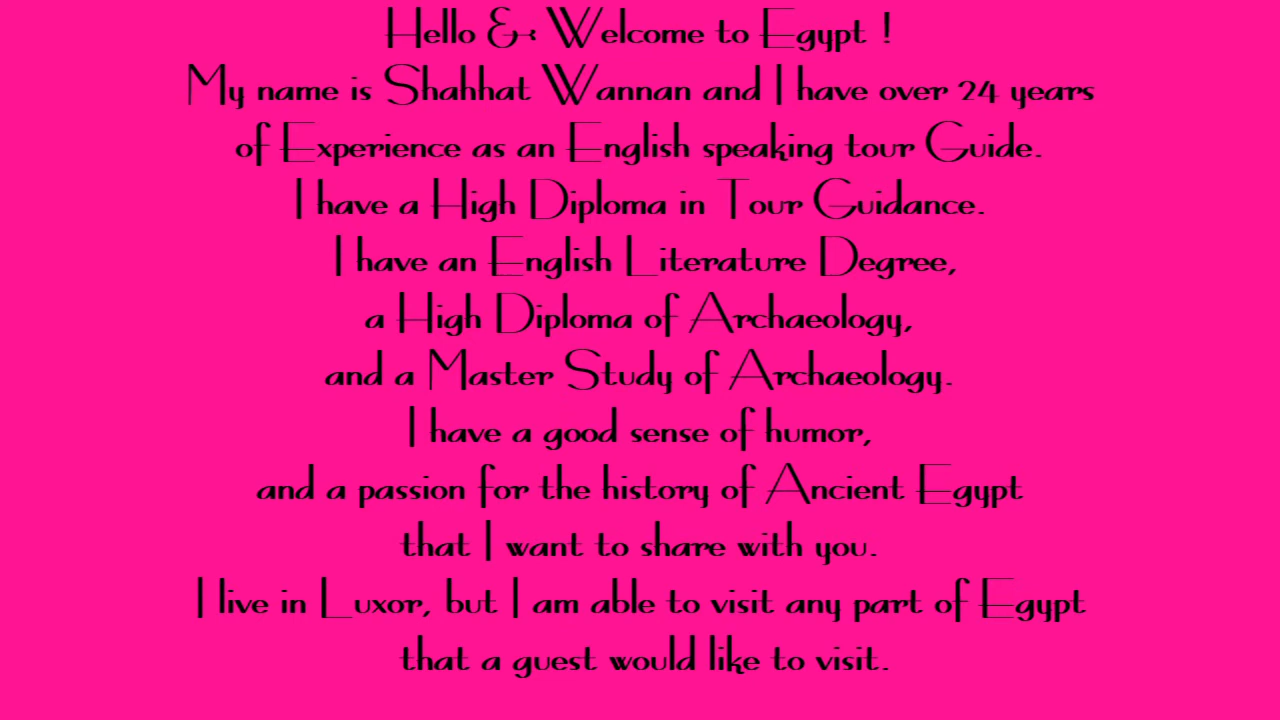 Hello & Welcome to Egypt !
My name is Shahhat Wannan and I have over 24 years
of Experience as an English speaking tour Guide.
I have a High Diploma in Tour Guidance.
I have an English Literature Degree,
a High Diploma of Archaeology,
and a Master Study of Archaeology.
I have a good sense of humor,
and a passion for the history of Ancient Egypt
that I want to share with you.
I live in Luxor, but I am able to visit any part of Egypt
that a guest would like to visit.